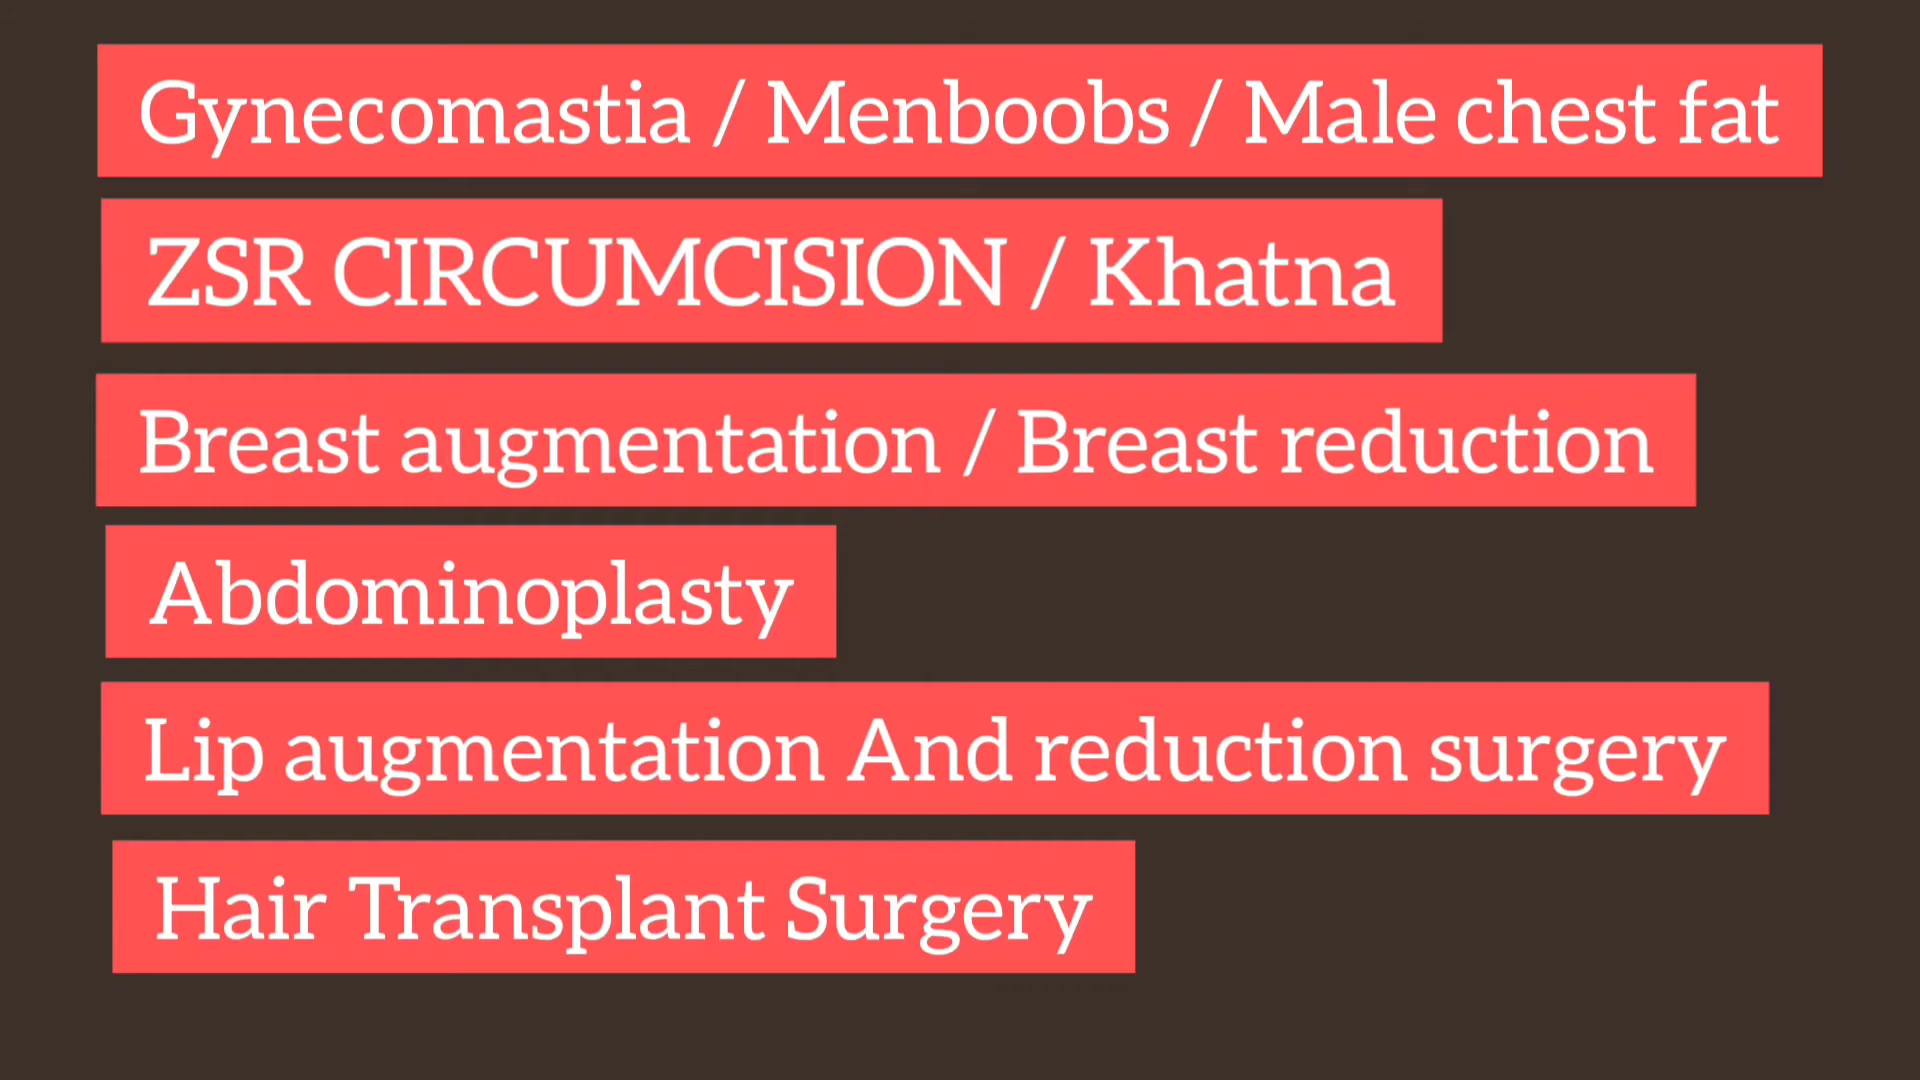 Gynecomastia / Menboobs / Male chest fat
ZSR CIRCUMCISION / Khatna
Breast augmentation / Breast reduction
Abdominoplasty
Lip augmentation And reduction surgery
Hair Transplant Surgery